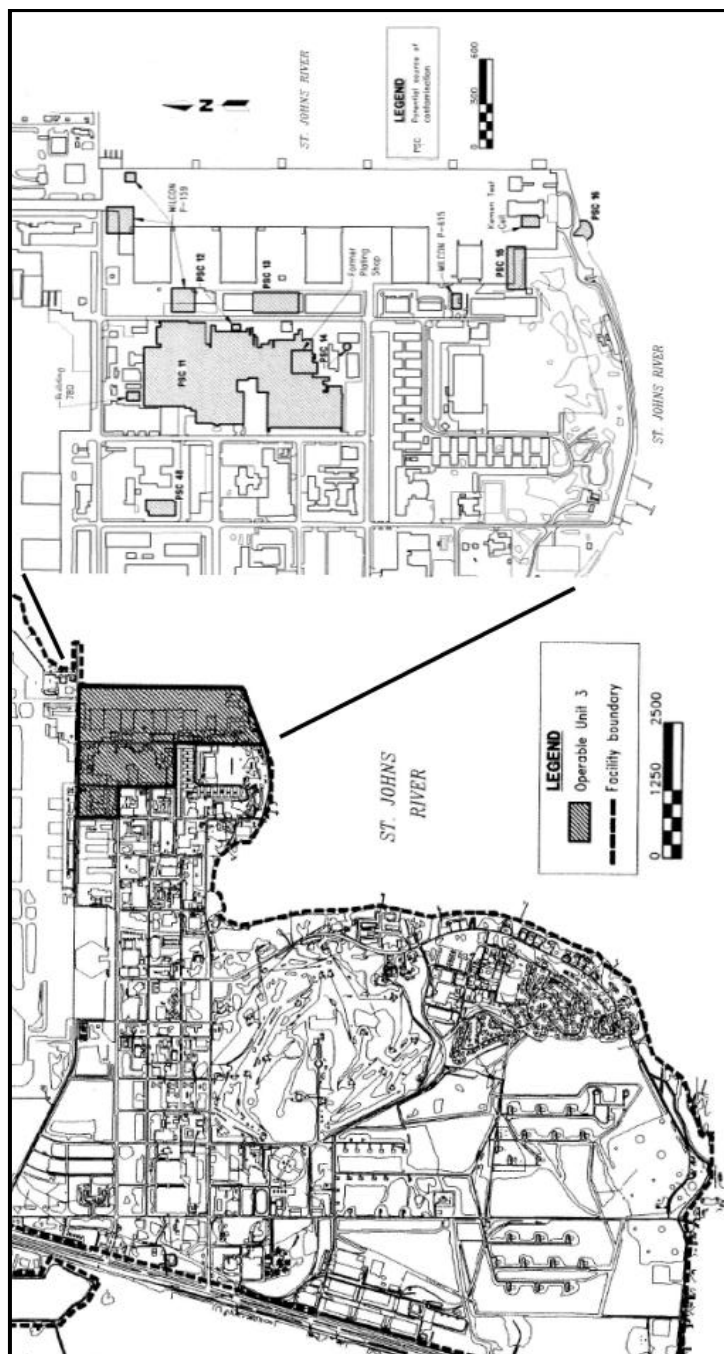 ST. JOHNS RIVER
N
LEGEND
PSC Potential source of
contamination
0 300 600
MILCON
P-159
PSC 12
PSC 13
Former Plating
Shop
PSC 14
PSC 11
Building
780
PSC 48
MILCON P-615
PSC 15
Kemen Test
Cell
PSC 16
ST. JOHNS RIVER
ST. JOHNS
RIVER
LEGEND
Operable Unit 3
Facility boundary
0 1250 2500